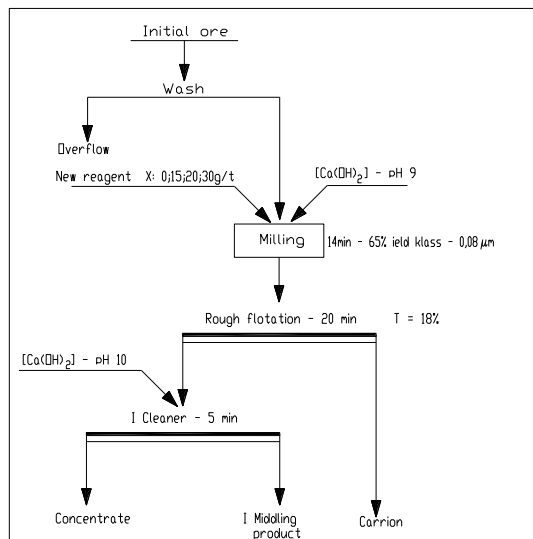 Initial ore
Wash
Overflow
New reagent X: 0;15;20;30g/t
[Ca(OH)2] - pH 9
Milling
14min - 65% ield klass - 0,08 μm
Rough flotation - 20 min T = 18%
[Ca(OH)2] - pH 10
I Cleaner - 5 min
Concentrate
I Middling
product
Carrion